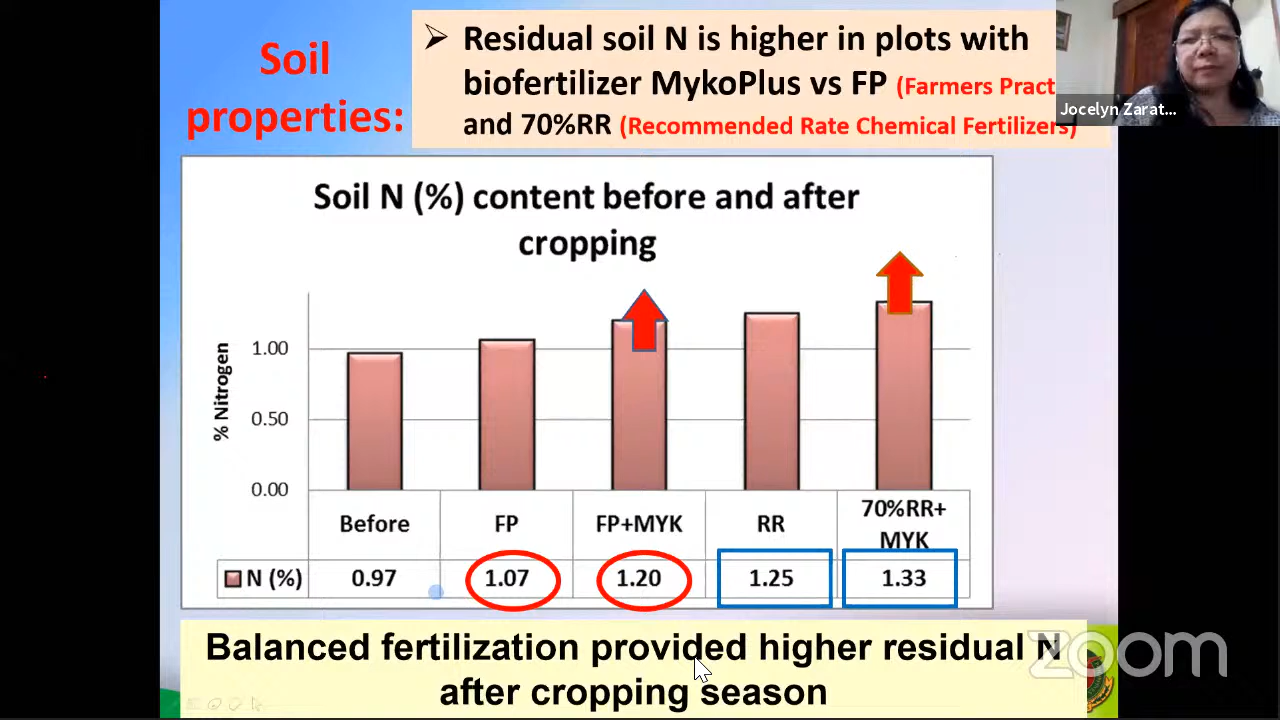 Soil
properties:
➢ Residual soil N is higher in plots with
biofertilizer MykoPlus vs FP (Farmers Pract
and 70%RR (Recommended Rate Chemical Fertilizers)
Jocelyn Zarat...
Soil N (%) content before and after
cropping
% Nitrogen
1.00
0.50
0.00
Before FP FP+MYK RR 70%RR+
MYK
N (%) 0.97 1.07 1.20 1.25 1.33
Balanced fertilization provided higher residual N
after cropping season
zoom